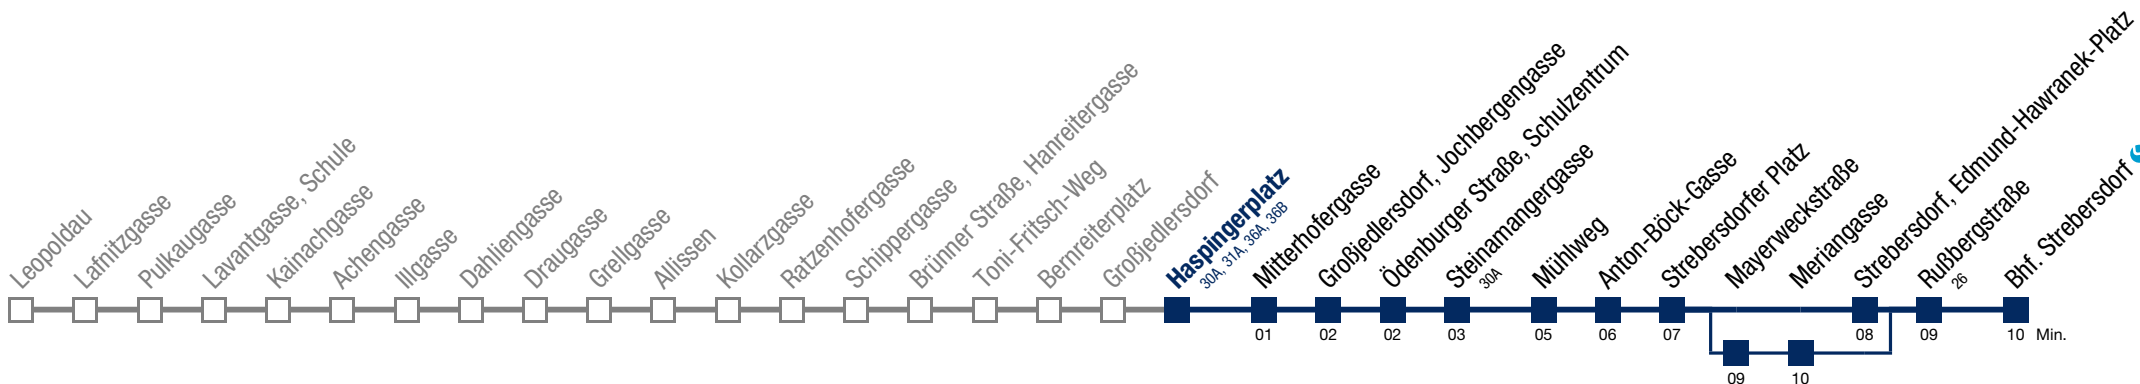 Leopoldau
Lafnitzgasse
Pulkaugasse
Lavantgasse, Schule
Kainachgasse
Achengasse
Illgasse
Dahliengasse
Draugasse
Grellgasse
Allissen
Kollarzgasse
Ratzenhofergasse
Schippergasse
Brünner Straße, Hanreitergasse
Toni-Fritsch-Weg
Bernreiterplatz
Großjedlersdorf
Haspingerplatz
30A, 31A, 36A, 36B
Mitterhofergasse
Großjedlersdorf, Jochbergengasse
Ödenburger Straße, Schulzentrum
Steinamangergasse
30A
Mühlweg
Anton-Böck-Gasse
Strebersdorfer Platz
Mayerweckstraße
Meriangasse
Strebersdorf, Edmund-Hawranek-Platz
Rußbergstraße
26
Bhf. Strebersdorf
01 02 02 03 05 06 07 08 09 10 Min.
09 10